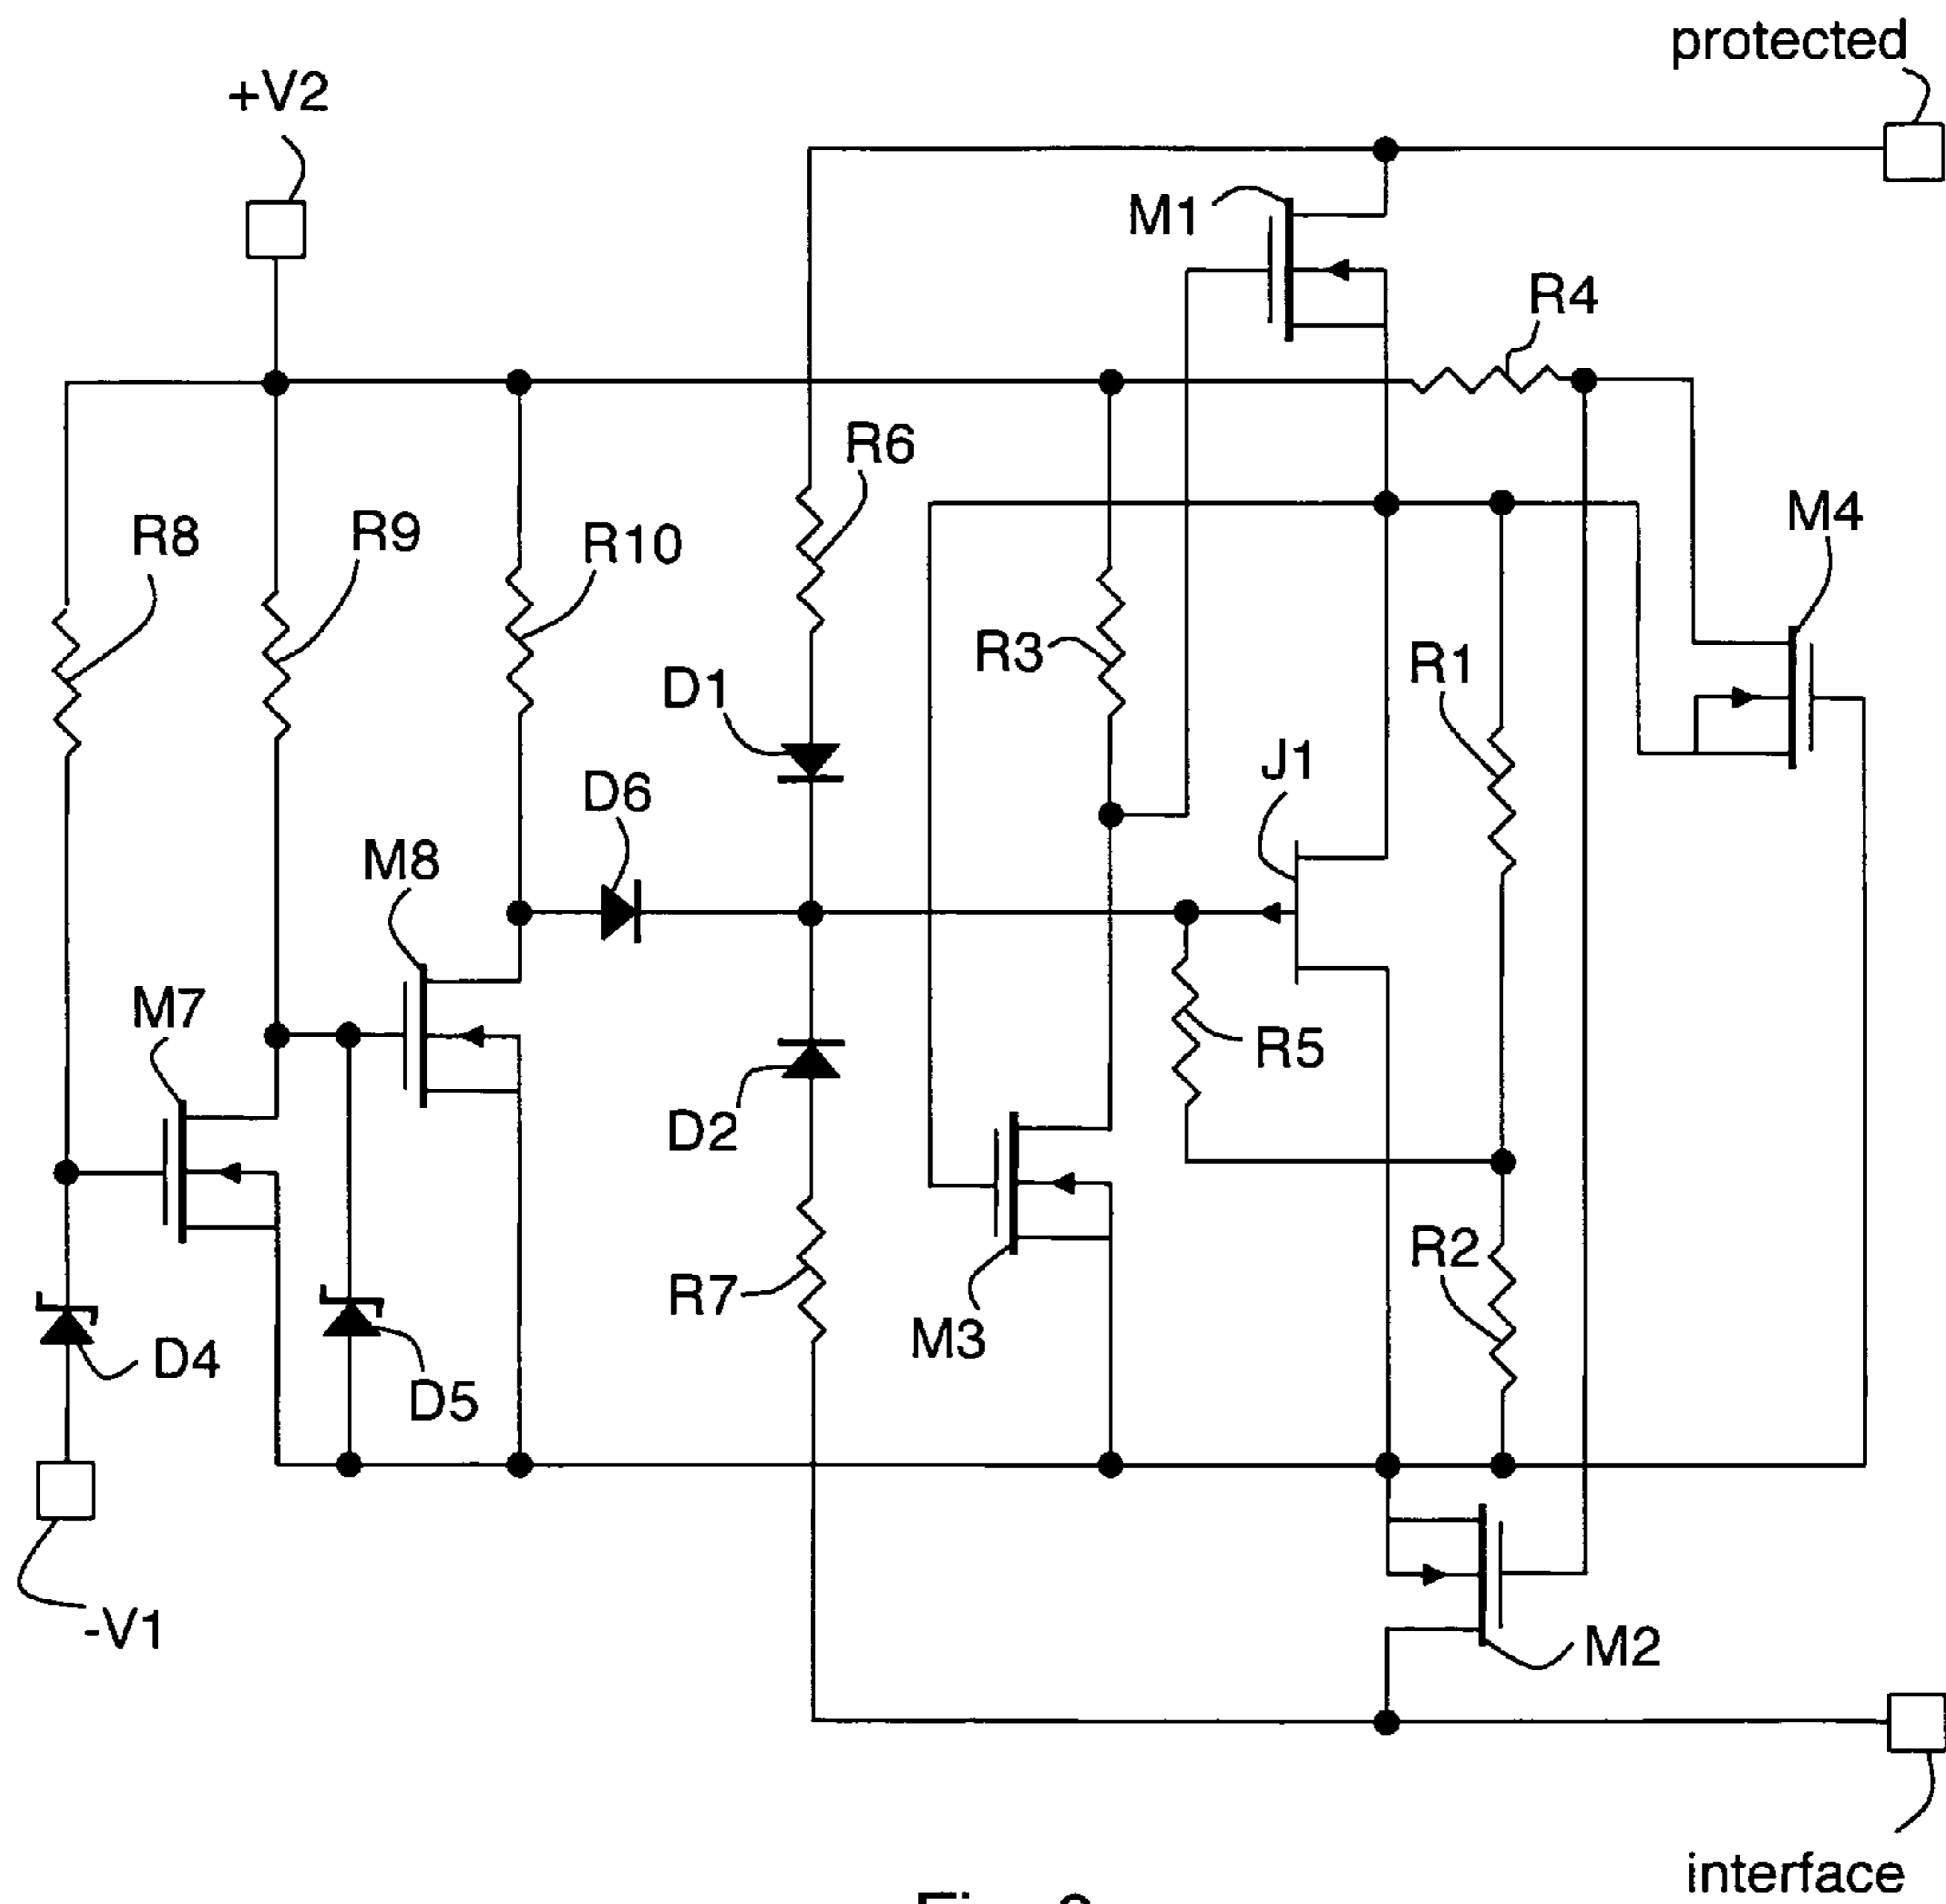 protected
+V2
M1
R4
R6
M4
R8
R9
R10
R3
R1
D1
J1
D6
M8
M7
R5
D2
R2
R7
M3
D4
D5
-V1
M2
interface